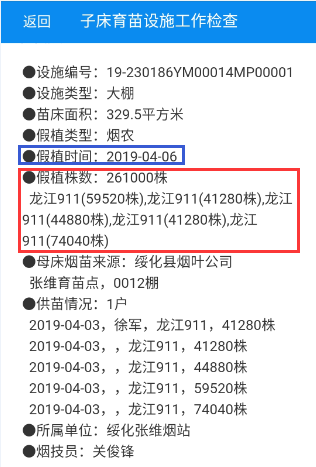 返回 子床育苗设施工作检查
●设施编号：19-230186YM00014MP00001
●设施类型：大棚
●苗床面积：329.5平方米
●假植类型：烟农
●假植时间：2019-04-06
●假植株数：261000株
龙江911(59520株),龙江911(41280株),龙江
911(44880株),龙江911(41280株),龙江
911(74040株)
●母床烟苗来源：绥化县烟叶公司
张维育苗点，0012棚
●供苗情况：1户
2019-04-03，徐军，龙江911，41280株
2019-04-03，，龙江911，41280株
2019-04-03，，龙江911，44880株
2019-04-03，，龙江911，59520株
2019-04-03，，龙江911，74040株
●所属单位：绥化张维烟站
●烟技员：关俊锋